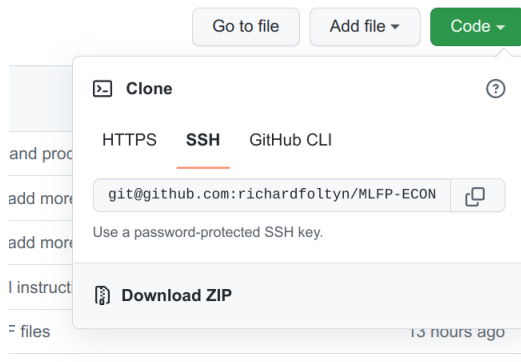 Go to file Add file Code
Clone
HTTPS SSH GitHub CLI
and proc
git@github.com:richardfoltyn/MLFP-ECON
add more
Use a password-protected SSH key.
add more
l instruct
Download ZIP
F files 13 hours ago